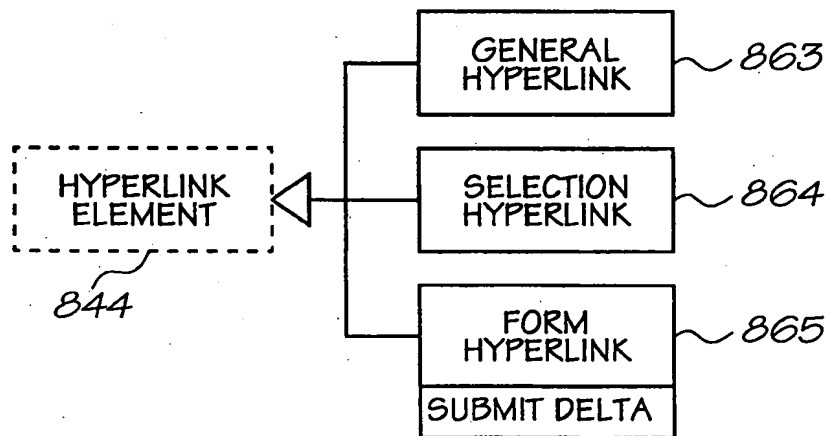 GENERAL
HYPERLINK
863
HYPERLINK
ELEMENT
844
SELECTION
HYPERLINK
864
FORM
HYPERLINK
865
SUBMIT DELTA